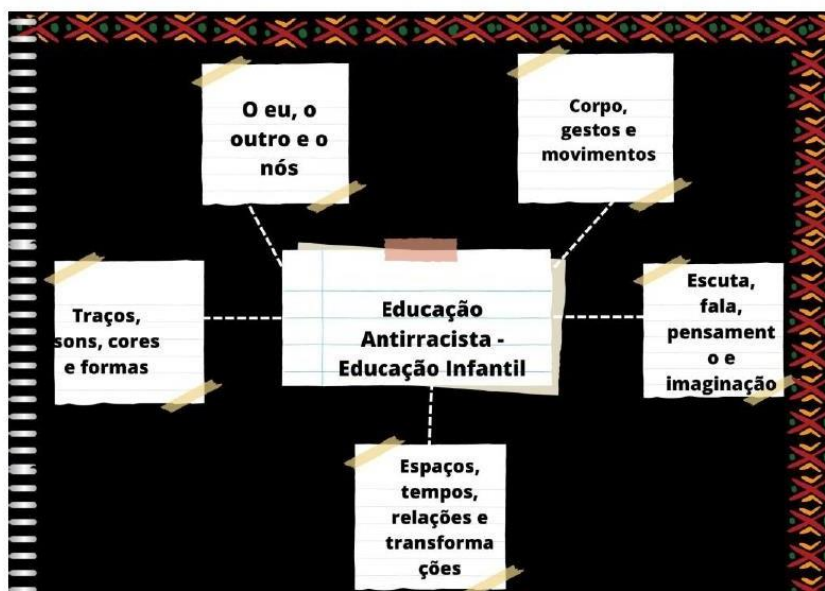 O eu, o
outro e o
nós
Corpo,
gestos e
movimentos
Traços,
sons, cores
e formas
Educação
Antirracista -
Educação Infantil
Escuta,
fala,
pensament
o e
imaginação
Espaços,
tempos,
relações e
transforma
ções